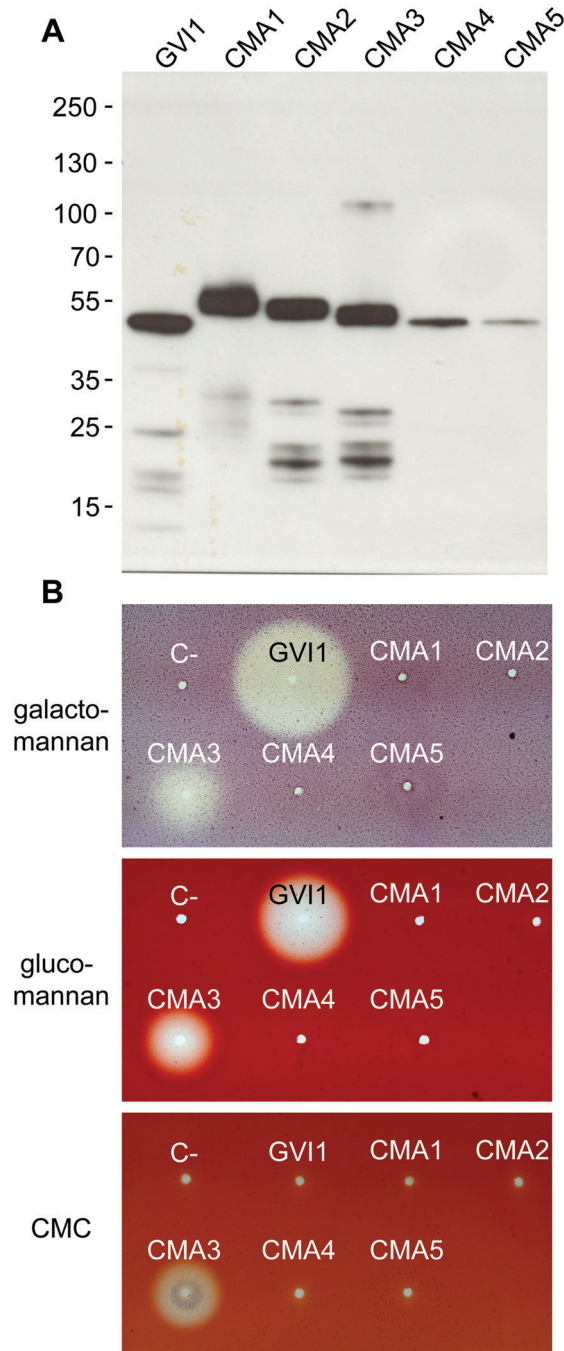 A
GVI1 CMA1 CMA2 CMA3 CMA4 CMA5
250 -
130 -
100 -
70 -
55 -
35 -
25 -
15 -
B
galacto-
mannan
C- GVI1 CMA1 CMA2
CMA3 CMA4 CMA5
gluco-
mannan
C- GVI1 CMA1 CMA2
CMA3 CMA4 CMA5
CMC
C- GVI1 CMA1 CMA2
CMA3 CMA4 CMA5